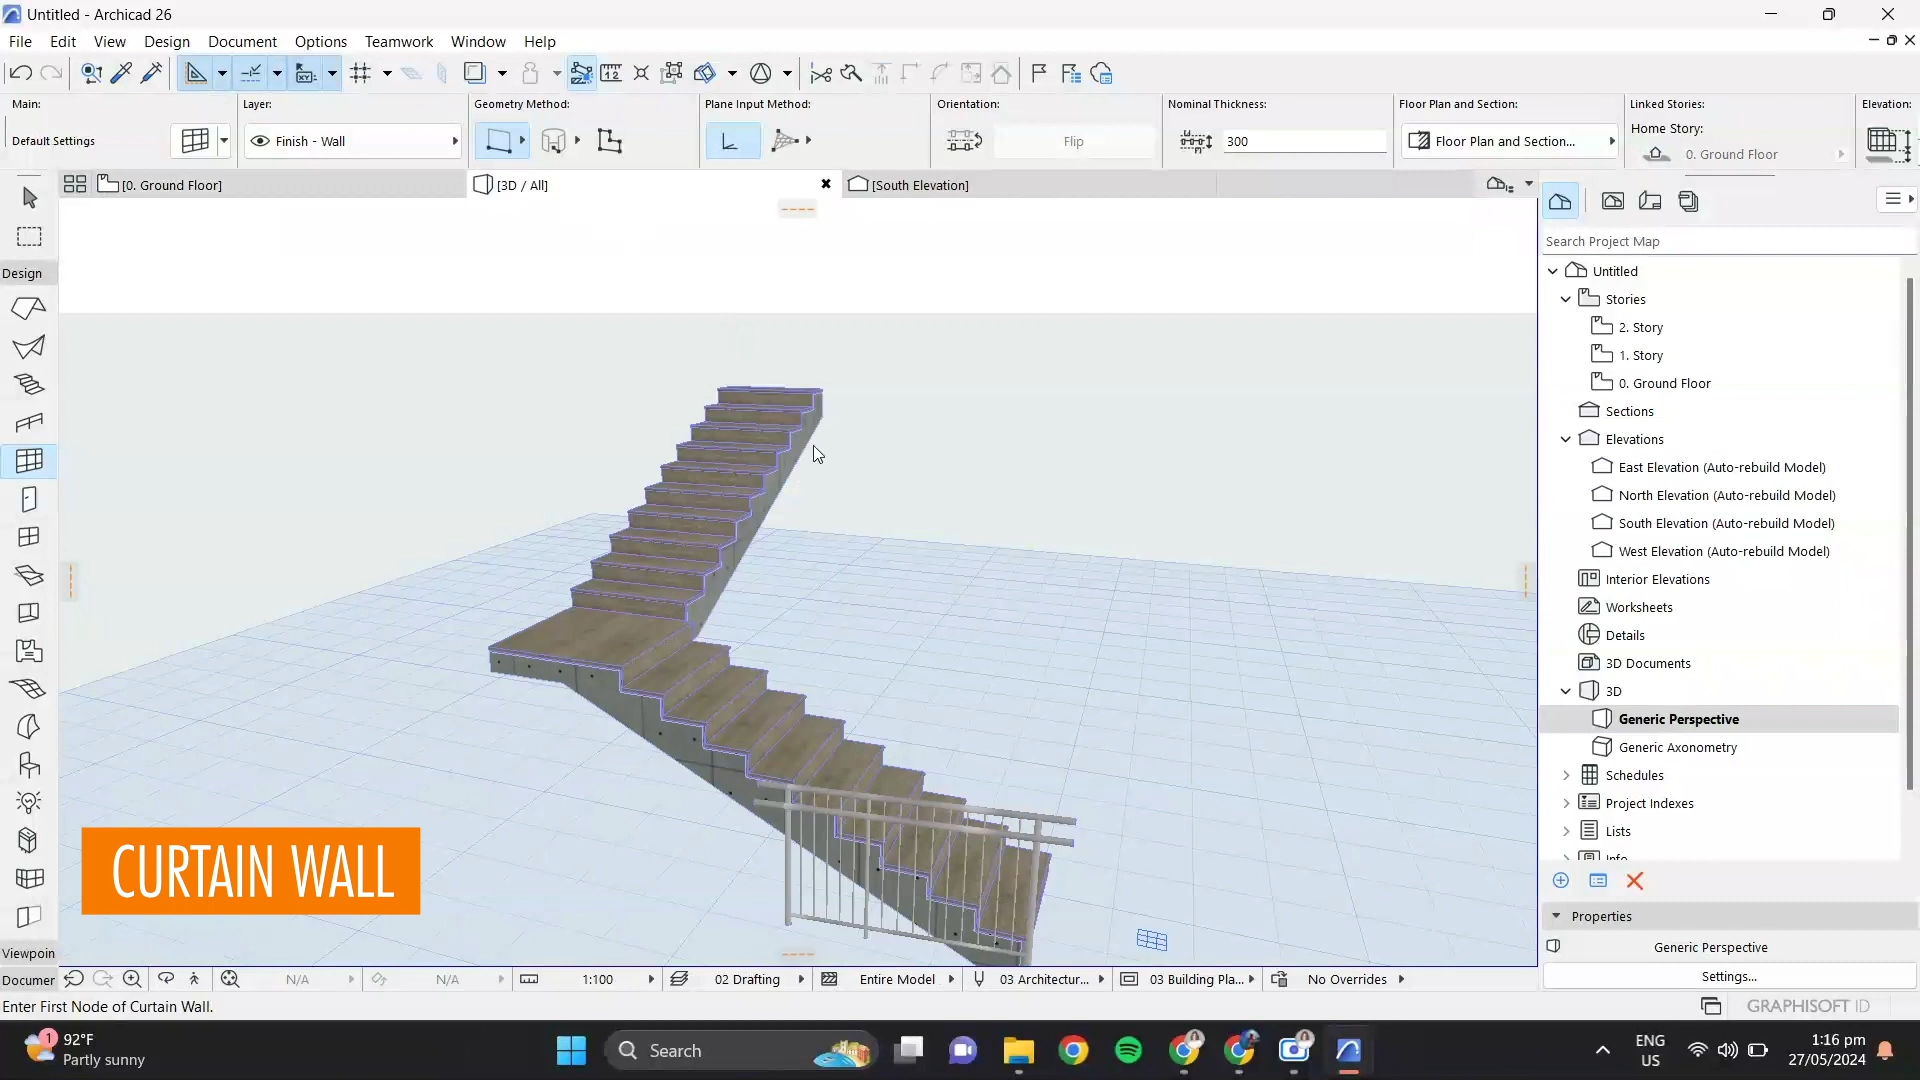 Untitled - Archicad 26
File Edit View Design Document Options Teamwork Window Help
Main: Layer: Geometry Method: Plane Input Method: Orientation: Nominal Thickness: Floor Plan and Section: Linked Stories: Elevation:
Home Story:
Default Settings Finish - Wall Flip 300 Floor Plan and Section... 0. Ground Floor
[0. Ground Floor] [3D / All] [South Elevation]
Search Project Map
Design
Untitled
Stories
2. Story
1. Story
0. Ground Floor
Sections
Elevations
East Elevation (Auto-rebuild Model)
North Elevation (Auto-rebuild Model)
South Elevation (Auto-rebuild Model)
West Elevation (Auto-rebuild Model)
Interior Elevations
Worksheets
Details
3D Documents
3D
Generic Perspective
Generic Axonometry
Schedules
Project Indexes
Lists
Info
CURTAIN WALL
Properties
Viewpoin
Generic Perspective
Documer N/A N/A 1:100 02 Drafting Entire Model 03 Architectur... 03 Building Pla... No Overrides
Settings...
Enter First Node of Curtain Wall.
GRAPHISOFT ID
1
92°F
Partly sunny
Search
ENG
US
1:16 pm
27/05/2024